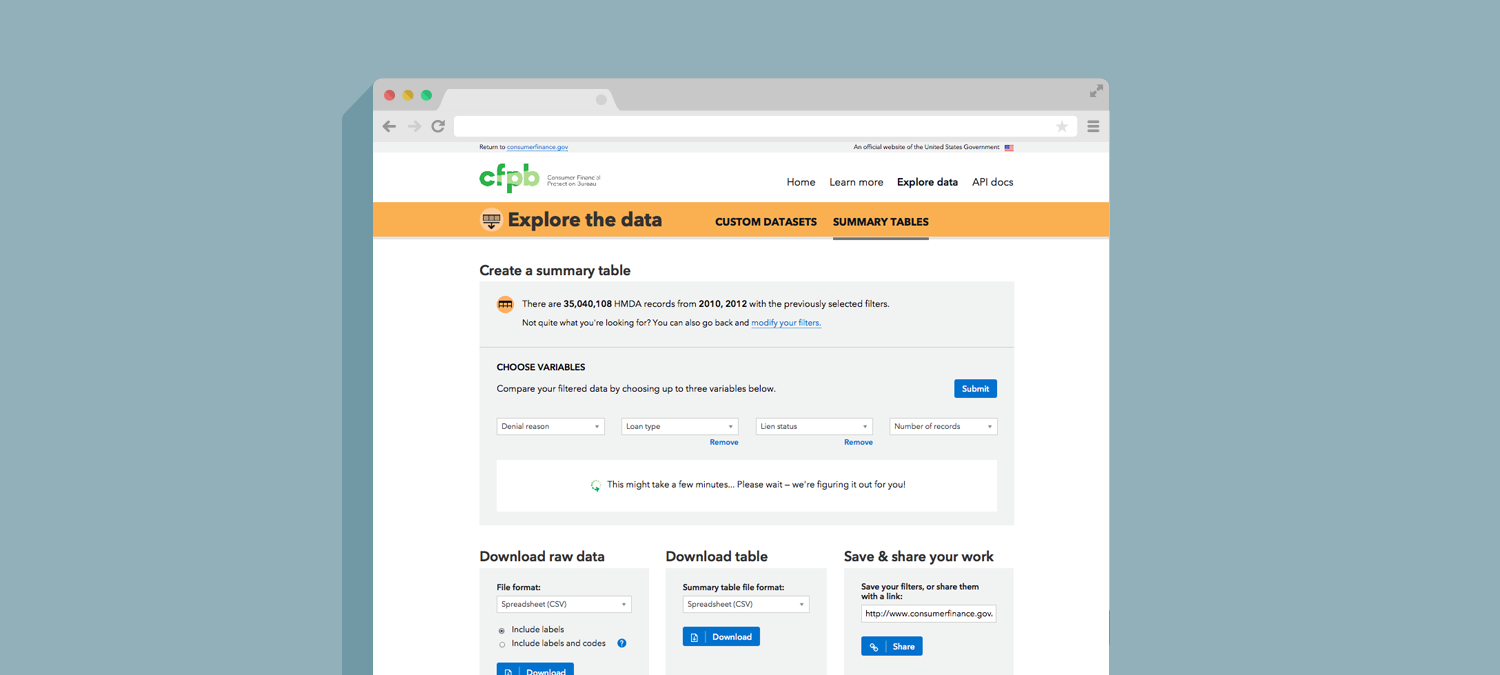 Return to consumerfinance.gov
An official website of the United States Government
cfpb
Consumer Financial
Protection Bureau
Home Learn more Explore data API docs
Explore the data
CUSTOM DATASETS SUMMARY TABLES
Create a summary table
There are 35,040,108 HMDA records from 2010, 2012 with the previously selected filters.
Not quite what you're looking for? You can also go back and modify your filters.
CHOOSE VARIABLES
Compare your filtered data by choosing up to three variables below.
Submit
Denial reason Loan type Lien status Number of records
Remove Remove
This might take a few minutes... Please wait – we're figuring it out for you!
Download raw data
File format:
Spreadsheet (CSV)
Include labels
Include labels and codes ?
Download
Download table
Summary table file format:
Spreadsheet (CSV)
Download
Save & share your work
Save your filters, or share them
with a link:
http://www.consumerfinance.gov.
Share